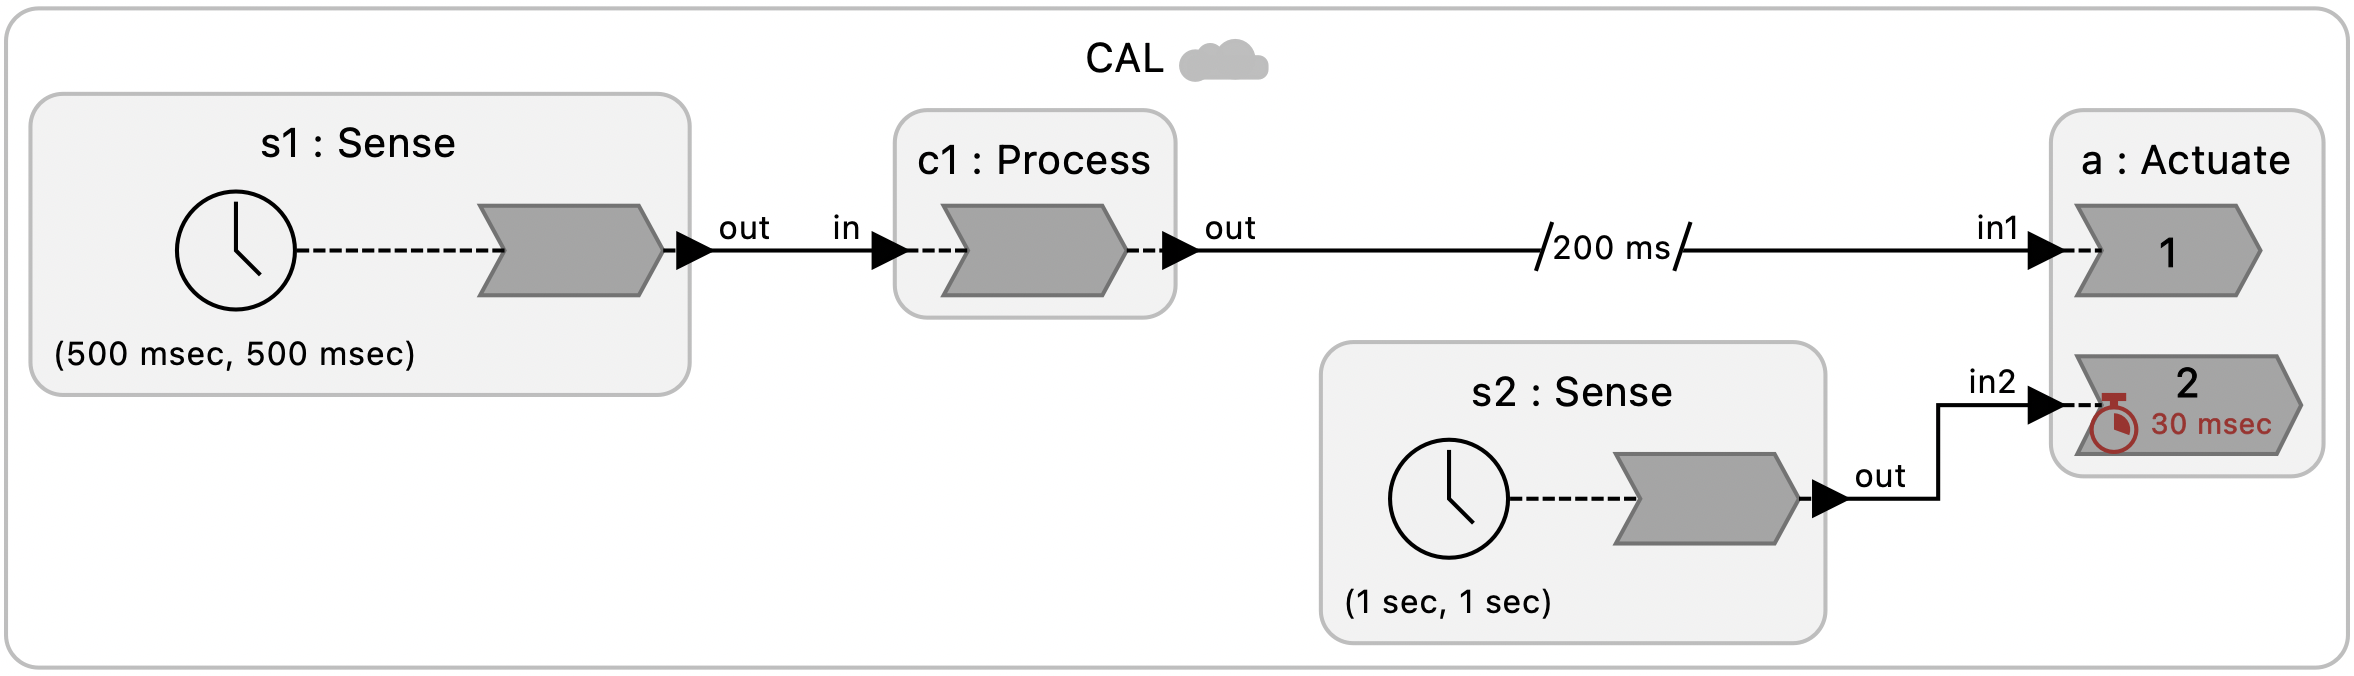 CAL
s1 : Sense
(500 msec, 500 msec)
out
in
c1 : Process
out
200 ms
in1
a : Actuate
1
in2
2
30 msec
s2 : Sense
(1 sec, 1 sec)
out